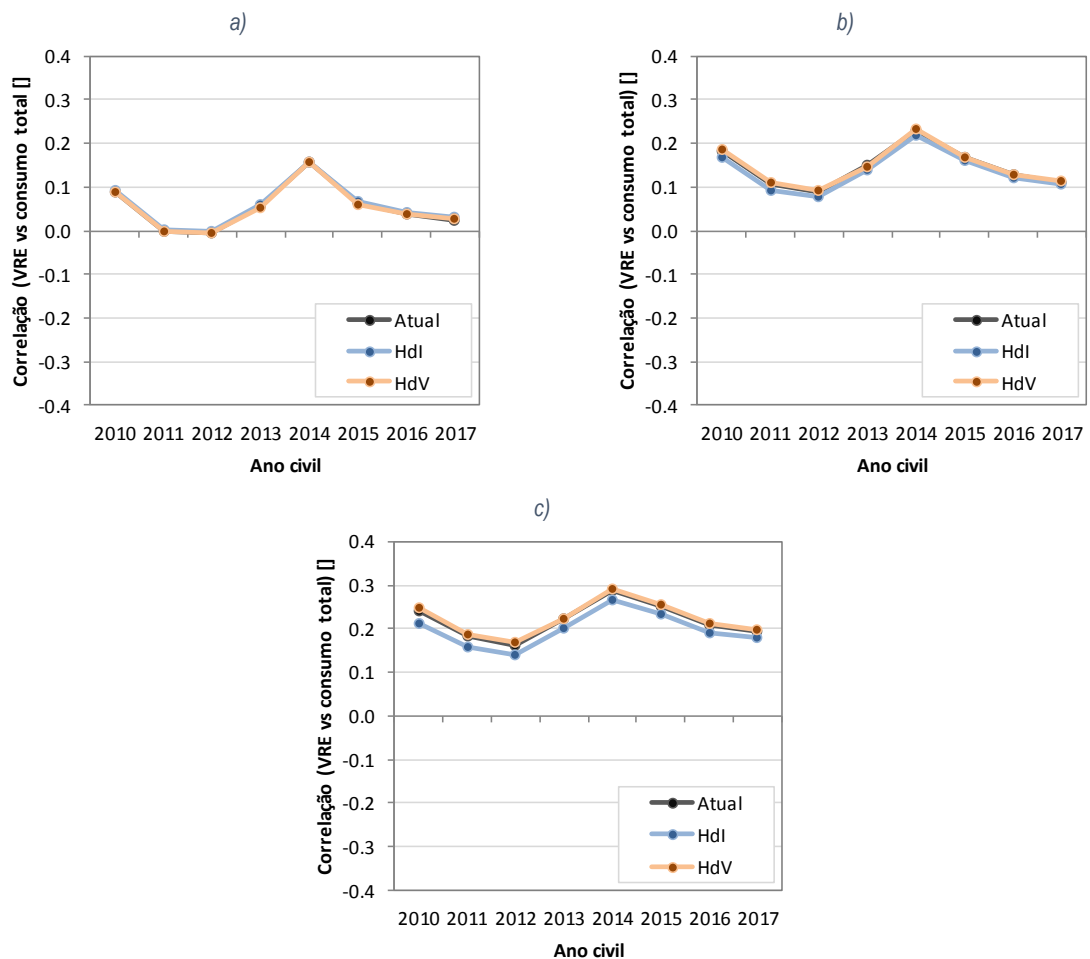 a)
Correlação (VRE vs consumo total []
0.4
0.3
0.2
0.1
0.0
-0.1
-0.2
-0.3
-0.4
Atual
HdI
HdV
2010 2011 2012 2013 2014 2015 2016 2017
Ano civil
b)
Correlação (VRE vs consumo total) []
0.4
0.3
0.2
0.1
0.0
-0.1
-0.2
-0.3
-0.4
Atual
HdI
HdV
2010 2011 2012 2013 2014 2015 2016 2017
Ano civil
c)
Correlação (VRE vs consumo total) []
0.4
0.3
0.2
0.1
0.0
-0.1
-0.2
-0.3
-0.4
Atual
HdI
HdV
2010 2011 2012 2013 2014 2015 2016 2017
Ano civil